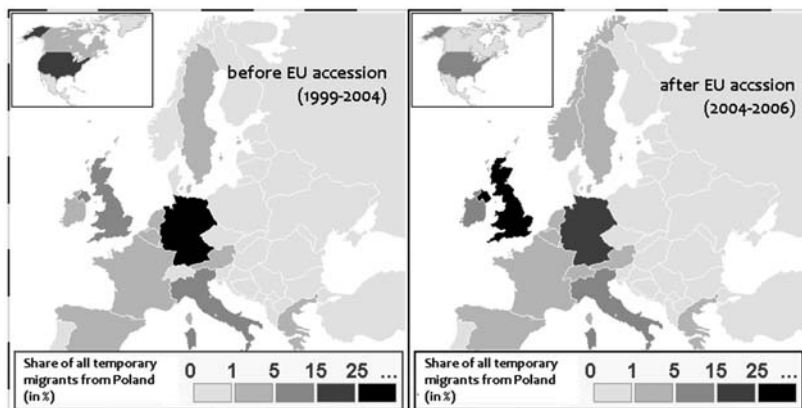 before EU accession
(1999-2004)
Share of all temporary
migrants from Poland
(in %)
0 1 5 15 25 ...
after EU accssion
(2004-2006)
Share of all temporary
migrants from Poland
(in %)
0 1 5 15 25 ...